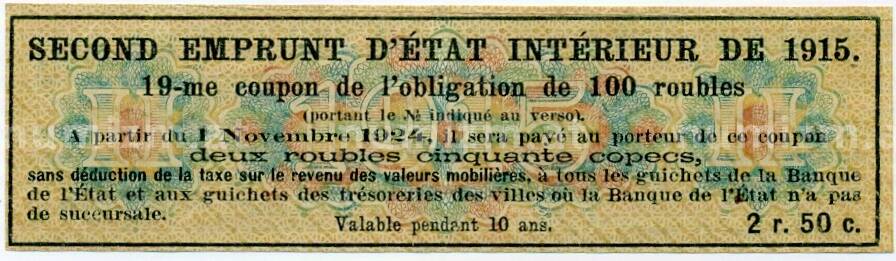 SECOND EMPRUNT D'ÉTAT INTÉRIEUR DE 1915.
19-me coupon de l'obligation de 100 roubles
(portant le № indiqué au verso).
A partir du 1 Novembre 1924, il sera payé au porteur de ce coupon
deux roubles cinquante copecs,
sans déduction de la taxe sur le revenu des valeurs mobilières, à tous les guichets de la Banque
de l'État et aux guichets des trésoreries des villes où la Banque de l'État n'a pas
de succursale.
Valable pendant 10 ans.
2 r. 50 c.